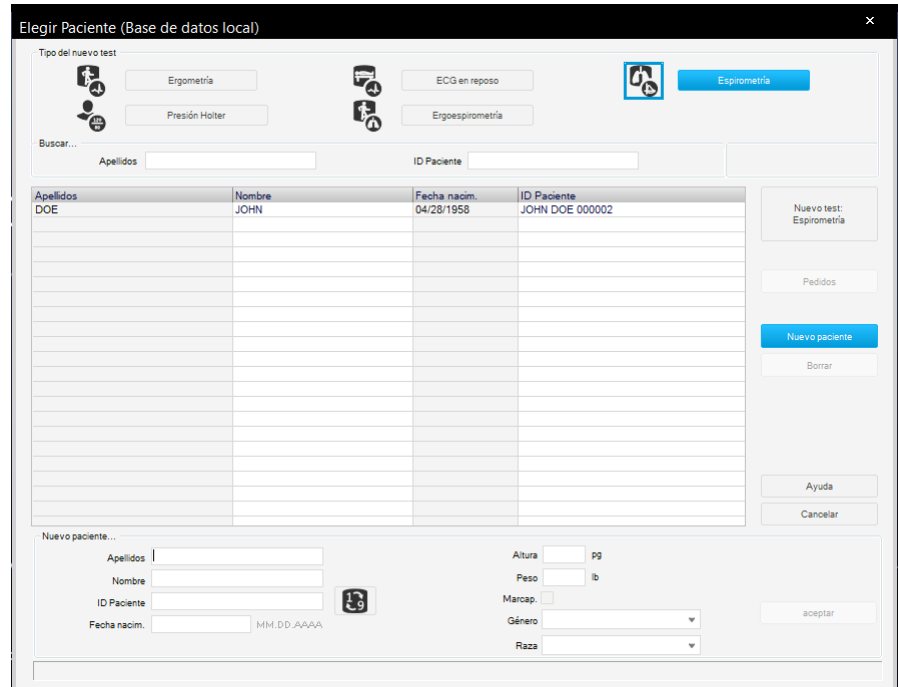 Elegir Paciente (Base de datos local)
Tipo del nuevo test
Ergometría ECG en reposo Espirometría
Presión Holter Ergoespirometría
Buscar...
Apellidos ID Paciente
Apellidos Nombre Fecha nacim. ID Paciente
DOE JOHN 04/28/1958 JOHN DOE 000002
Nuevo test:
Espirometría
Pedidos
Nuevo paciente
Borrar
Ayuda
Cancelar
Nuevo paciente...
Apellidos Altura pg
Nombre Peso lb
ID Paciente 1 9 Marcap.
Fecha nacim. MM.DD.AAAA Género aceptar
Raza